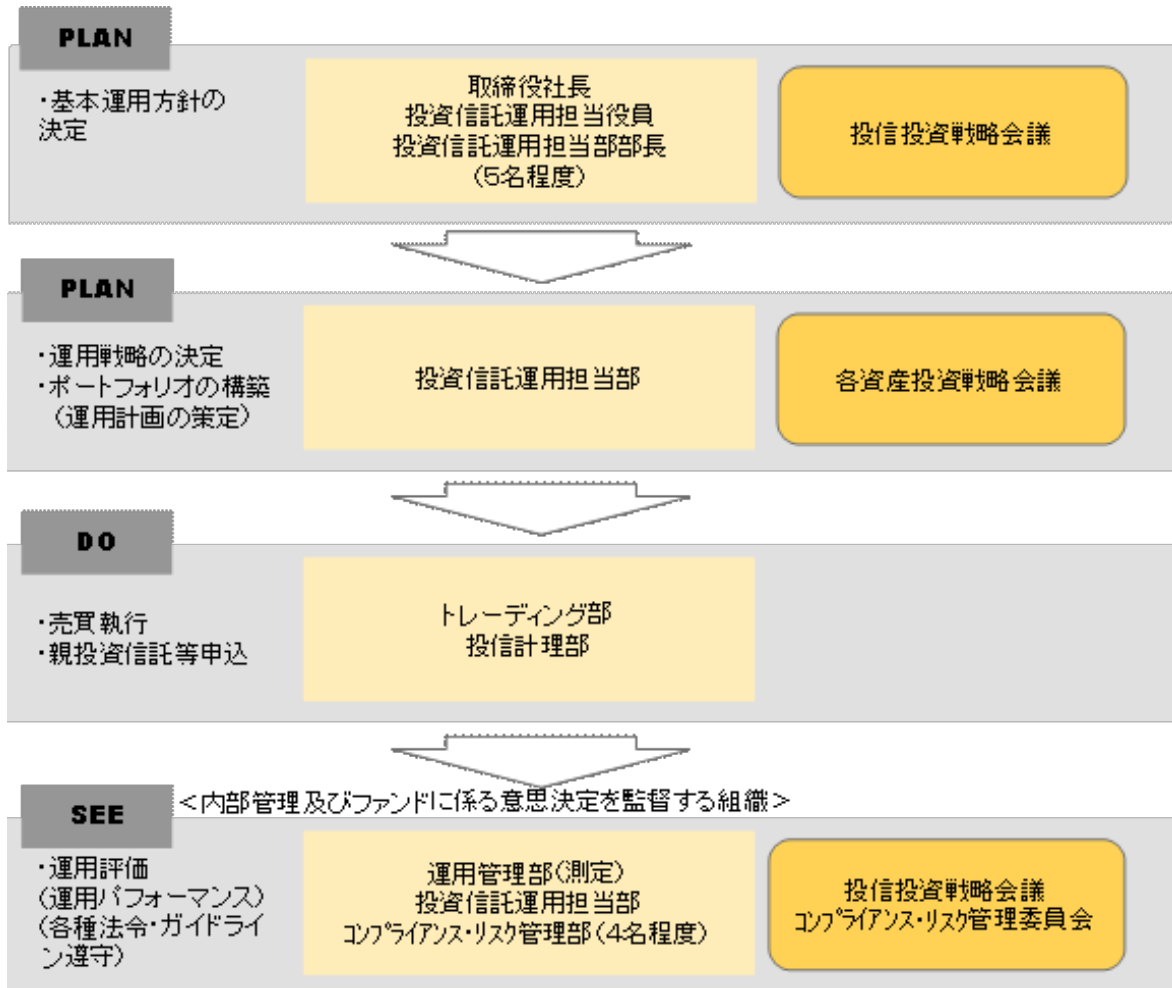 PLAN
・基本運用方針の
決定
取締役社長
投資信託運用担当役員
投資信託運用担当部部長
(5名程度)
投信投資戦略会議
PLAN
・運用戦略の決定
・ポートフォリオの構築
(運用計画の策定)
投資信託運用担当部
各資産投資戦略会議
DO
・売買執行
・親投資信託等申込
トレーディング部
投信計理部
SEE
<内部管理及びファンドに係る意思決定を監督する組織>
・運用評価
(運用パフォーマンス)
(各種法令・ガイドライ
ン遵守)
運用管理部(測定)
投資信託運用担当部
コンプライアンス・リスク管理部(4名程度)
投信投資戦略会議
コンプライアンス・リスク管理委員会